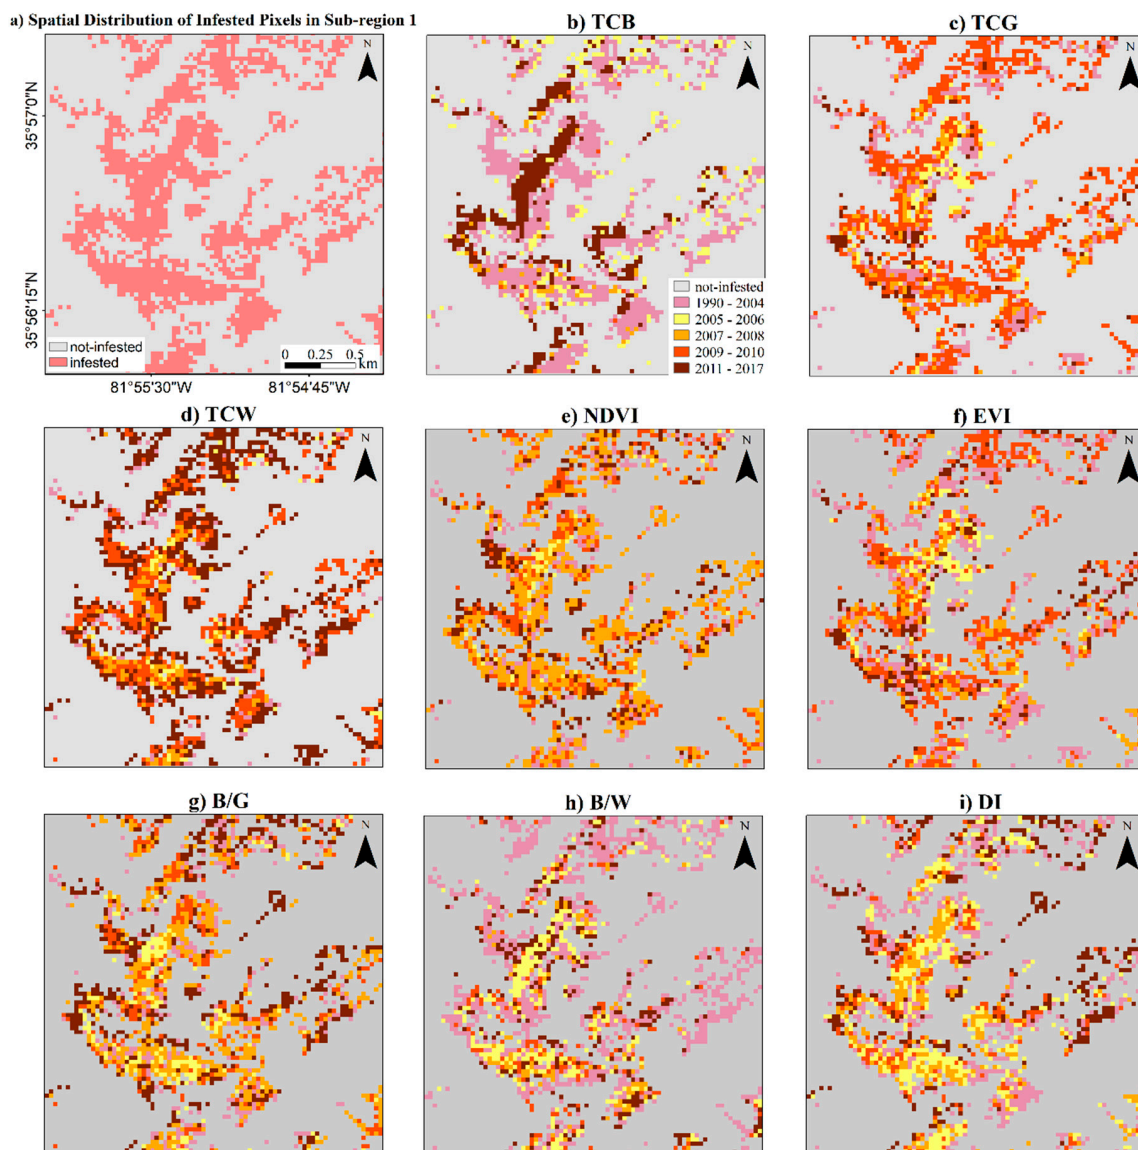 a) Spatial Distribution of Infested Pixels in Sub-region 1
b) TCB
c) TCG
N
N
N
35°57'0"N
35°56'15"N
not-infested
infested
0 0.25 0.5
km
81°55'30"W
81°54'45"W
not-infested
1990 - 2004
2005 - 2006
2007 - 2008
2009 - 2010
2011 - 2017
d) TCW
e) NDVI
f) EVI
N
N
N
g) B/G
h) B/W
i) DI
N
N
N